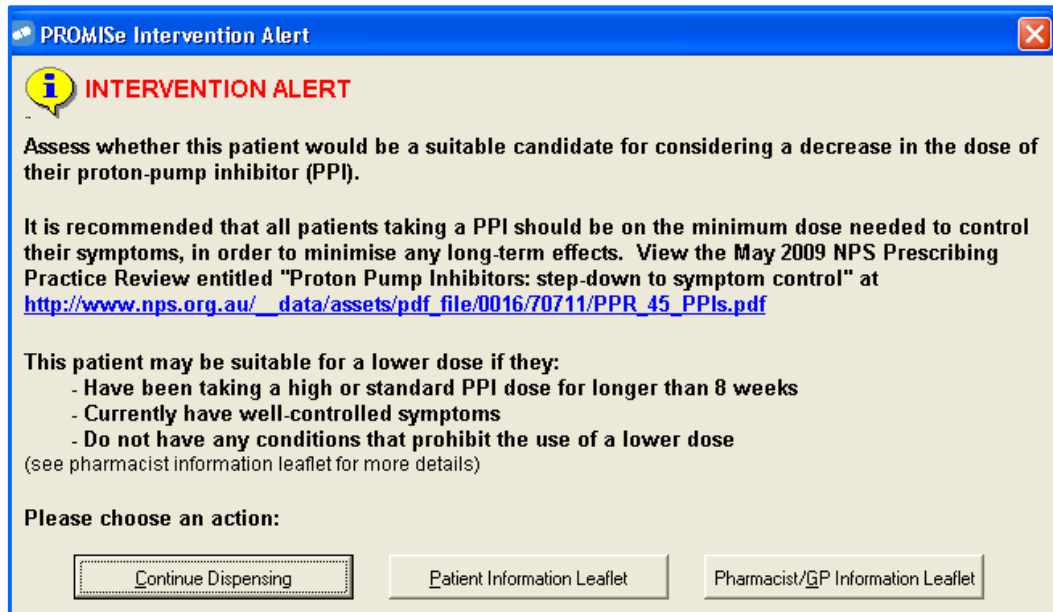 PROMISe Intervention Alert
INTERVENTION ALERT
Assess whether this patient would be a suitable candidate for considering a decrease in the dose of
their proton-pump inhibitor (PPI).
It is recommended that all patients taking a PPI should be on the minimum dose needed to control
their symptoms, in order to minimise any long-term effects.  View the May 2009 NPS Prescribing
Practice Review entitled "Proton Pump Inhibitors: step-down to symptom control" at
http://www.nps.org.au/__data/assets/pdf_file/0016/70711/PPR_45_PPIs.pdf
This patient may be suitable for a lower dose if they:
- Have been taking a high or standard PPI dose for longer than 8 weeks
- Currently have well-controlled symptoms
- Do not have any conditions that prohibit the use of a lower dose
(see pharmacist information leaflet for more details)
Please choose an action:
Continue Dispensing
Patient Information Leaflet
Pharmacist/GP Information Leaflet